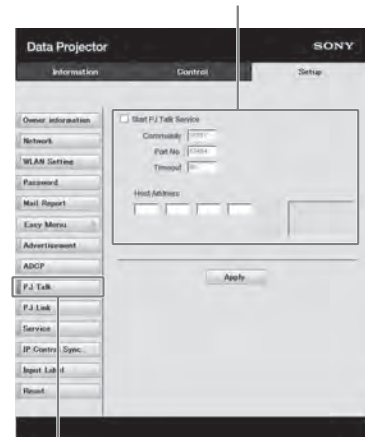 Data Projector
SONY
Information
Control
Setup
Owner information
Network
WLAN Setting
Password
Mail Report
Easy Menu
Advertisement
ADCP
PJ Talk
PJ Link
Service
IP Control Sync.
Input Label
Reset
Start PJ Talk Service
Community
Port No
Timeout
Host Address
Apply